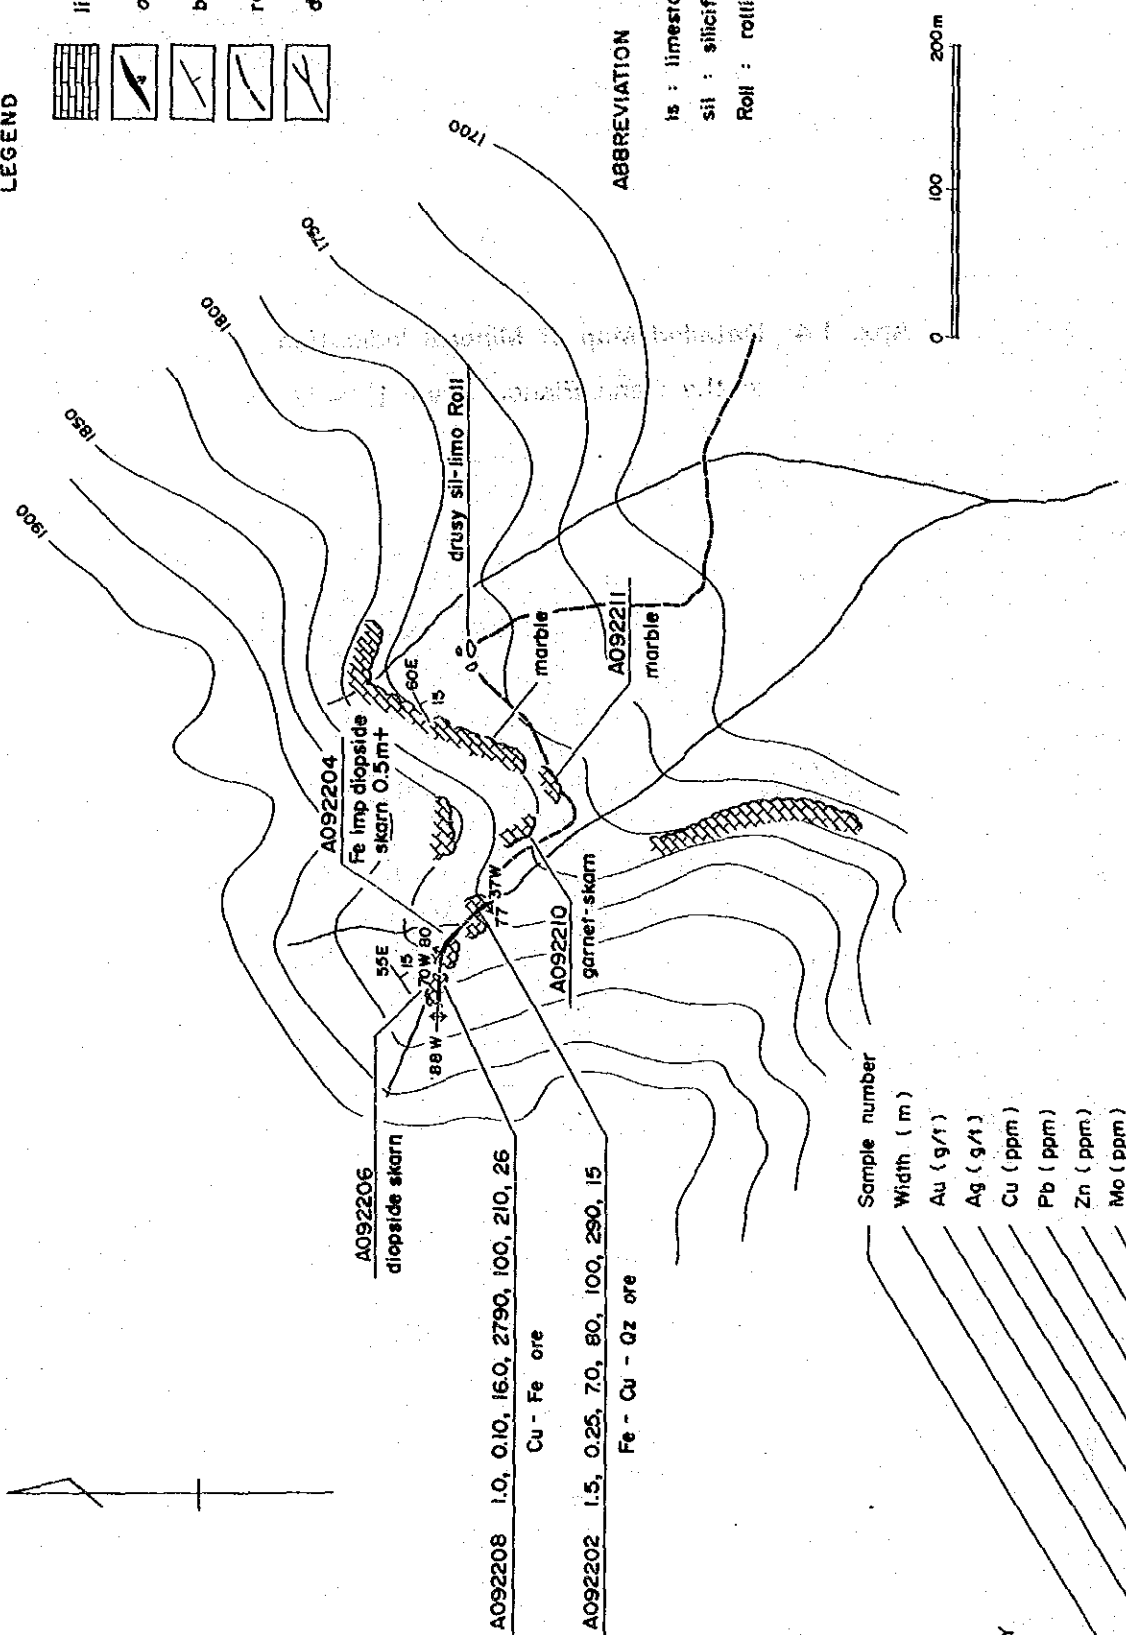 LEGEND
ABBREVIATION
ls : limesto
sil : silicif
Roll : rolli
0 100 200m
1900
1850
1800
1750
1700
drusy sil-limo Roll
A092204
Fe imp diopside
skarn 0.5m+
60E
15
marble
A092211
marble
55E
15
70W 80
88W
77 37W
A092210
garnet-skarn
A092206
diopside skarn
A092208 1.0, 0.10, 16.0, 2790, 100, 210, 26
Cu - Fe ore
A092202 1.5, 0.25, 7.0, 80, 100, 290, 15
Fe - Cu - Qz ore
Sample number
Width (m)
Au (g/t)
Ag (g/t)
Cu (ppm)
Pb (ppm)
Zn (ppm)
Mo (ppm)